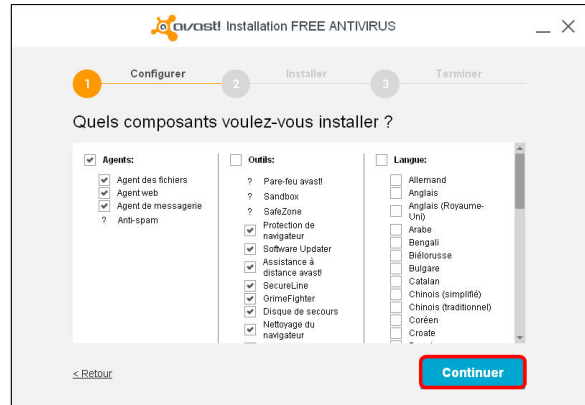 avast! Installation FREE ANTIVIRUS
1 Configurer
2 Installer
3 Terminer
Quels composants voulez-vous installer ?
Agents:
Agent des fichiers
Agent web
Agent de messagerie
? Anti-spam
Outils:
? Pare-feu avast!
? Sandbox
? SafeZone
Protection de
navigateur
Software Updater
Assistance à
distance avast!
SecureLine
GrimeFighter
Disque de secours
Nettoyage du
navigateur
Langue:
Allemand
Anglais
Anglais (Royaume-
Uni)
Arabe
Bengali
Biélorusse
Bulgare
Catalan
Chinois (simplifié)
Chinois (traditionnel)
Coréen
Croate
< Retour
Continuer